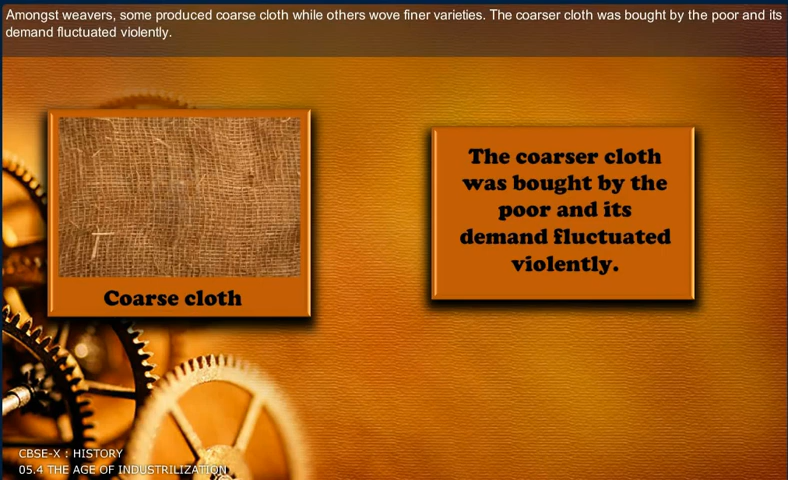 Amongst weavers, some produced coarse cloth while others wove finer varieties. The coarser cloth was bought by the poor and its
demand fluctuated violently.
Coarse cloth
The coarser cloth
was bought by the
poor and its
demand fluctuated
violently.
CBSE-X : HISTORY
05.4 THE AGE OF INDUSTRILIZATION